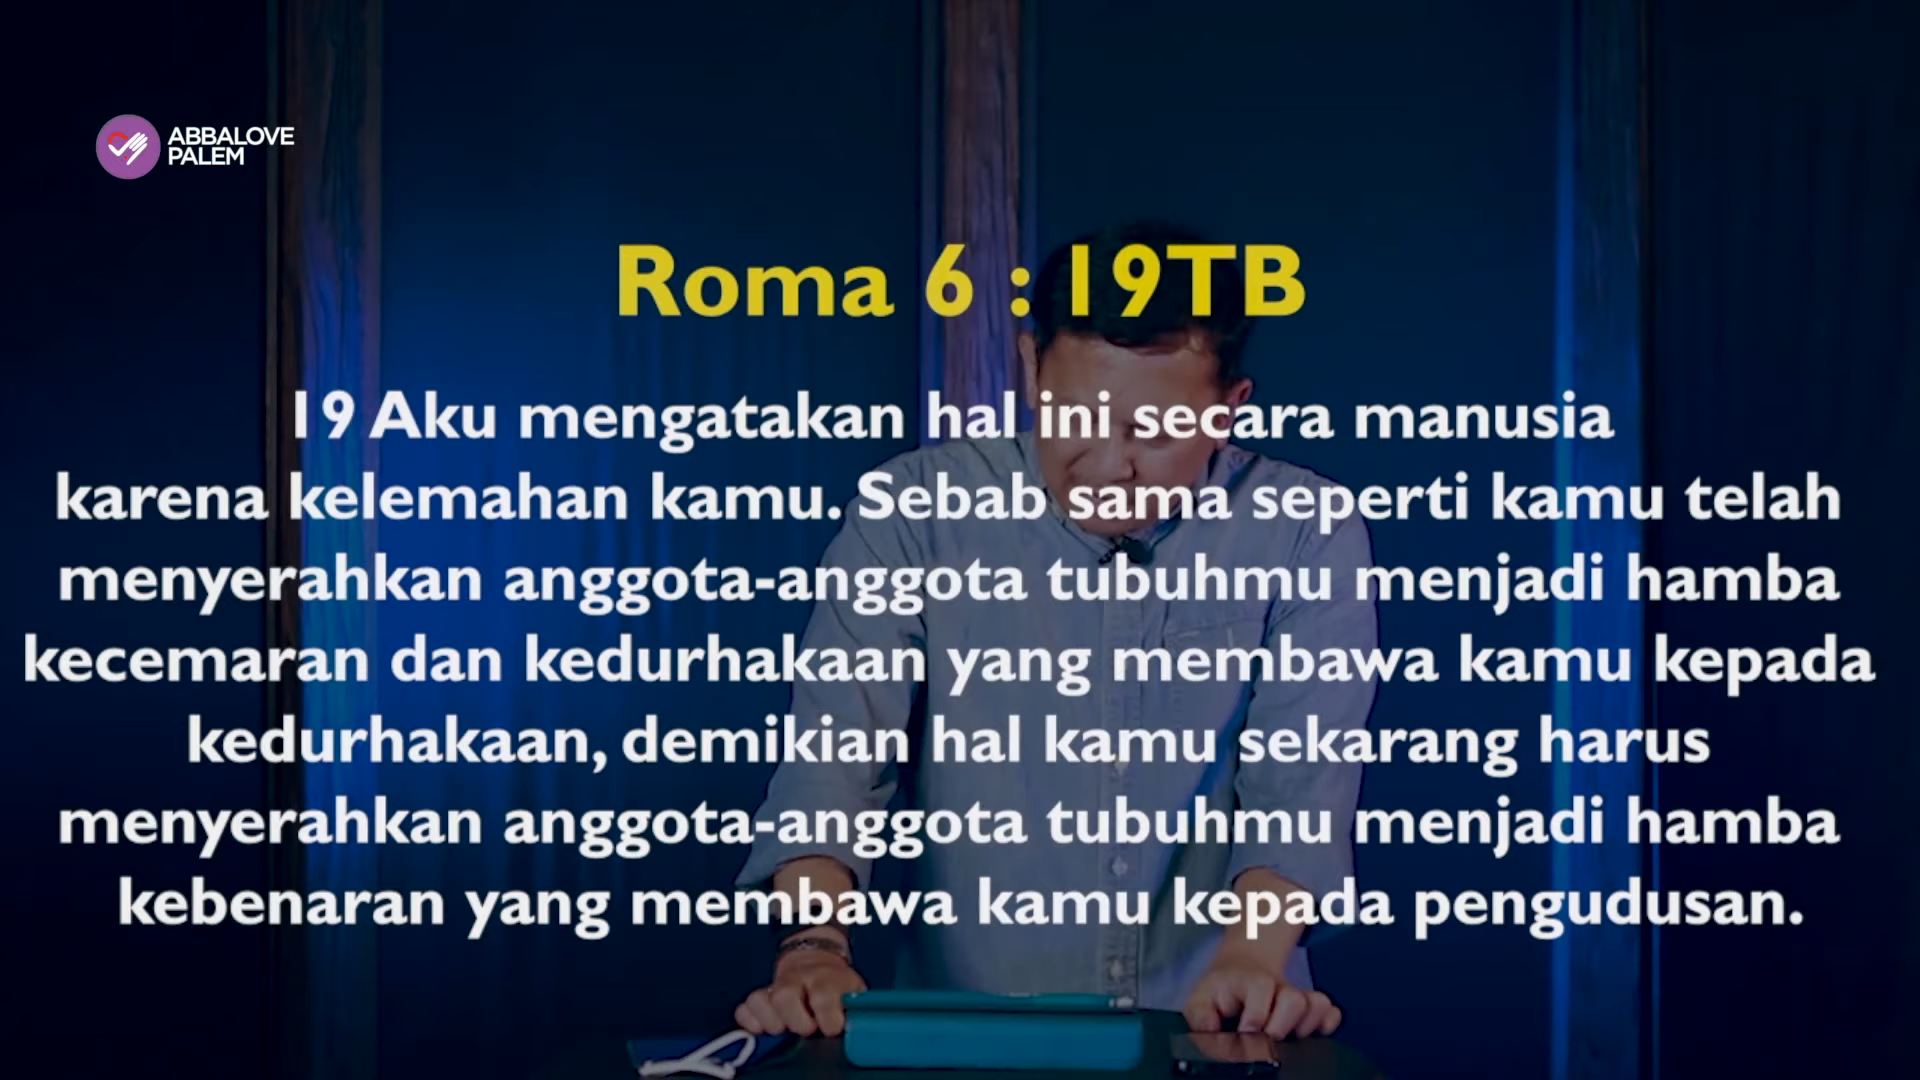 ABBALOVE
PALEM
Roma 6 : 19TB
19 Aku mengatakan hal ini secara manusia
karena kelemahan kamu. Sebab sama seperti kamu telah
menyerahkan anggota-anggota tubuhmu menjadi hamba
kecemaran dan kedurhakaan yang membawa kamu kepada
kedurhakaan, demikian hal kamu sekarang harus
menyerahkan anggota-anggota tubuhmu menjadi hamba
kebenaran yang membawa kamu kepada pengudusan.